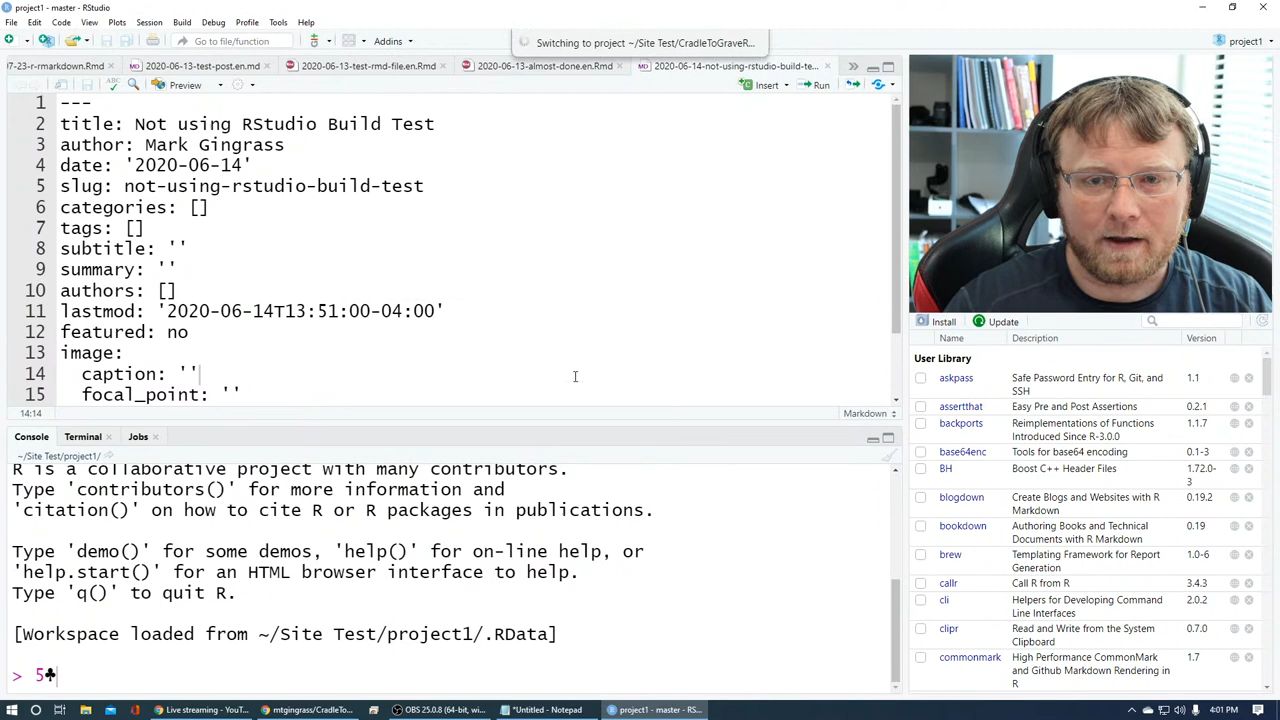 project1 - master - RStudio
File Edit Code View Plots Session Build Debug Profile Tools Help
Go to file/function
Addins
Switching to project ~/Site Test/CradleToGraveR...
project1
07-23-r-rmarkdown.Rmd
2020-06-13-test-post.en.md
2020-06-13-test-rmd-file.en.Rmd
almost-done.en.Rmd
2020-06-14-not-using-rstudio-build-te...
Preview
Insert
Run
1 ---
2 title: Not using RStudio Build Test
3 author: Mark Gingrass
4 date: '2020-06-14'
5 slug: not-using-rstudio-build-test
6 categories: []
7 tags: []
8 subtitle: ''
9 summary: ''
10 authors: []
11 lastmod: '2020-06-14T13:51:00-04:00'
12 featured: no
13 image:
14 caption: ''
15 focal_point: ''
14:14
Markdown
Console Terminal Jobs
~/Site Test/project1/
R is a collaborative project with many contributors.
Type 'contributors()' for more information and
'citation()' on how to cite R or R packages in publications.
Type 'demo()' for some demos, 'help()' for on-line help, or
'help.start()' for an HTML browser interface to help.
Type 'q()' to quit R.
[Workspace loaded from ~/Site Test/project1/.RData]
> 5♣
Install Update
Name Description Version
User Library
askpass Safe Password Entry for R, Git, and 1.1
SSH
assertthat Easy Pre and Post Assertions 0.2.1
backports Reimplementations of Functions 1.1.7
Introduced Since R-3.0.0
base64enc Tools for base64 encoding 0.1-3
BH Boost C++ Header Files 1.72.0-
3
blogdown Create Blogs and Websites with R 0.19.2
Markdown
bookdown Authoring Books and Technical 0.19
Documents with R Markdown
brew Templating Framework for Report 1.0-6
Generation
callr Call R from R 3.4.3
cli Helpers for Developing Command 2.0.2
Line Interfaces
clipr Read and Write from the System 0.7.0
Clipboard
commonmark High Performance CommonMark 1.7
and Github Markdown Rendering in
R
Live streaming - YouT...
mtgingrass/CradleTo...
OBS 25.0.8 (64-bit, w...
*Untitled - Notepad
project1 - master - RS...
4:01 PM